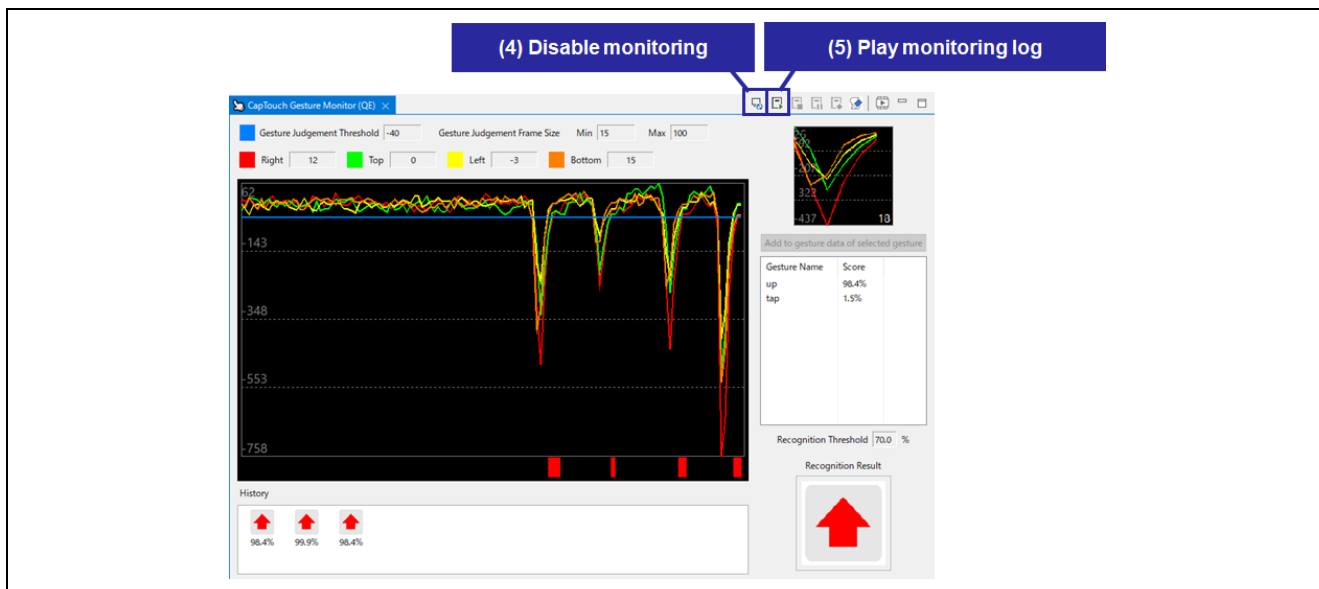 (4) Disable monitoring
(5) Play monitoring log
CapTouch Gesture Monitor (QE)
Gesture Judgement Threshold -40 Gesture Judgement Frame Size Min 15 Max 100
Right 12 Top 0 Left -3 Bottom 15
62
-143
-348
-553
-758
323
-437
18
Add to gesture data of selected gesture
Gesture Name Score
up 98.4%
tap 1.5%
Recognition Threshold 70.0 %
Recognition Result
History
98.4% 99.9% 98.4%